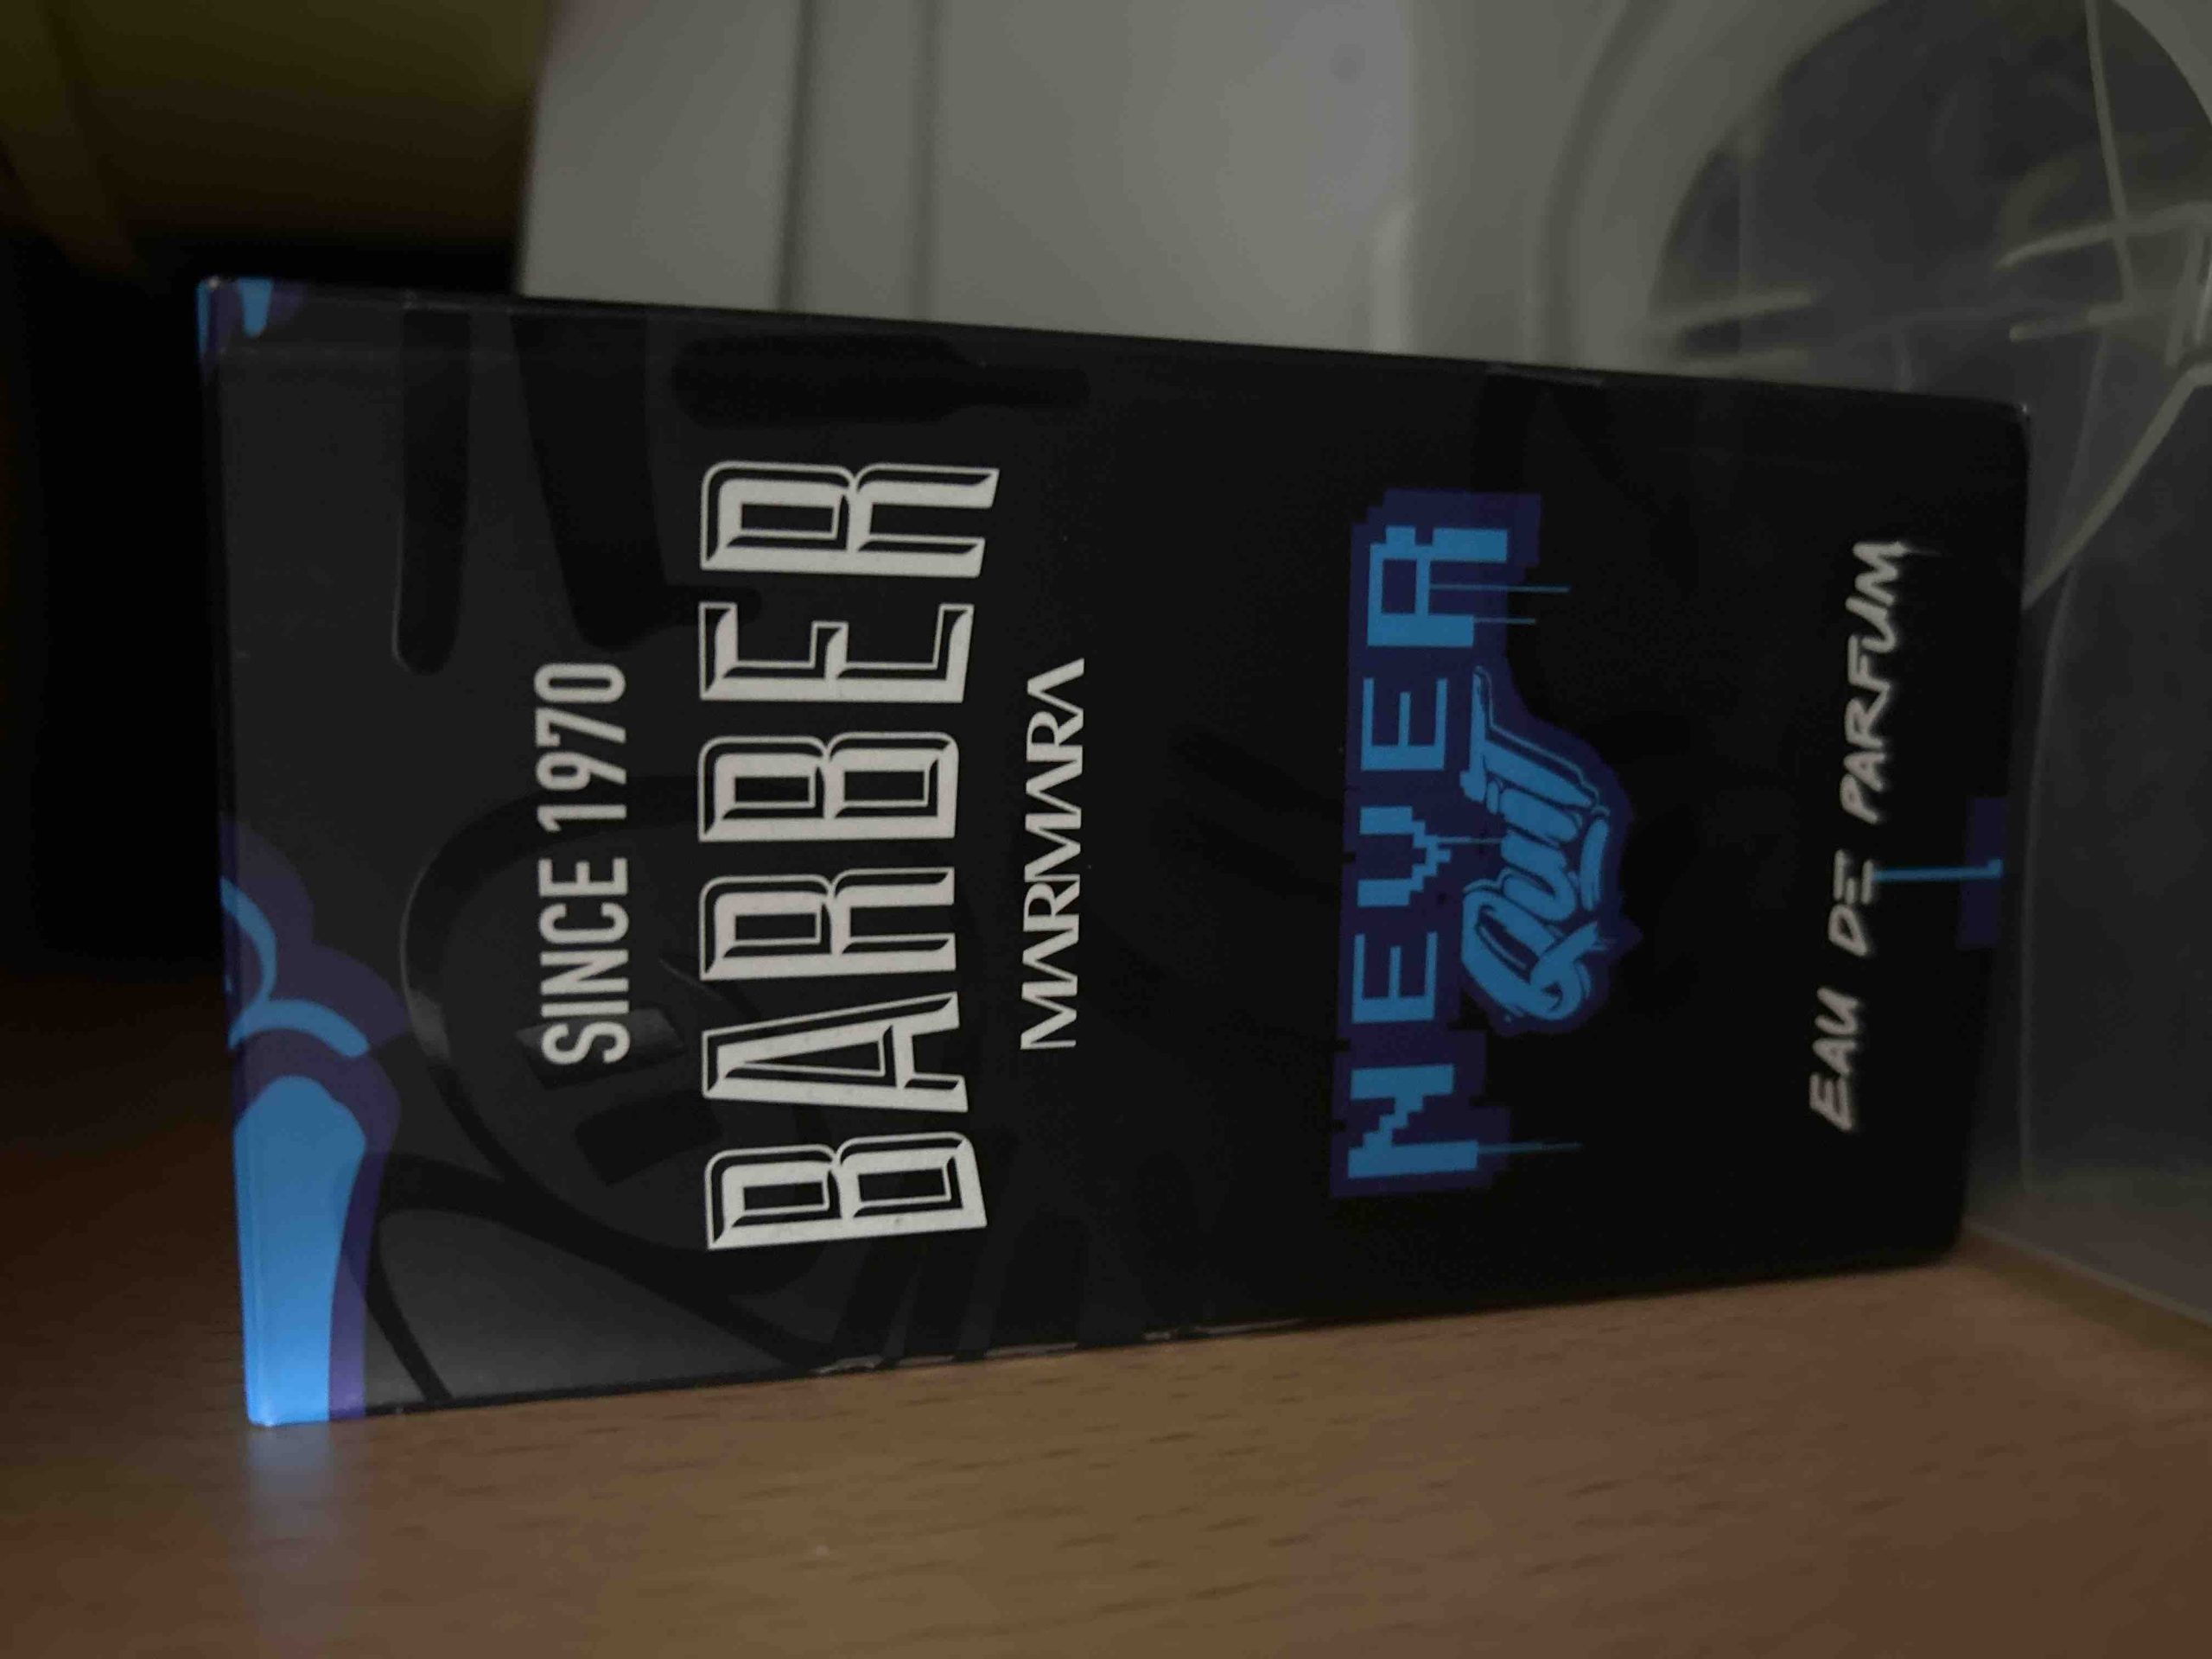 SINCE 1970
BARBER
MARMARA
NEVER
Quit
EAU DE PARFUM